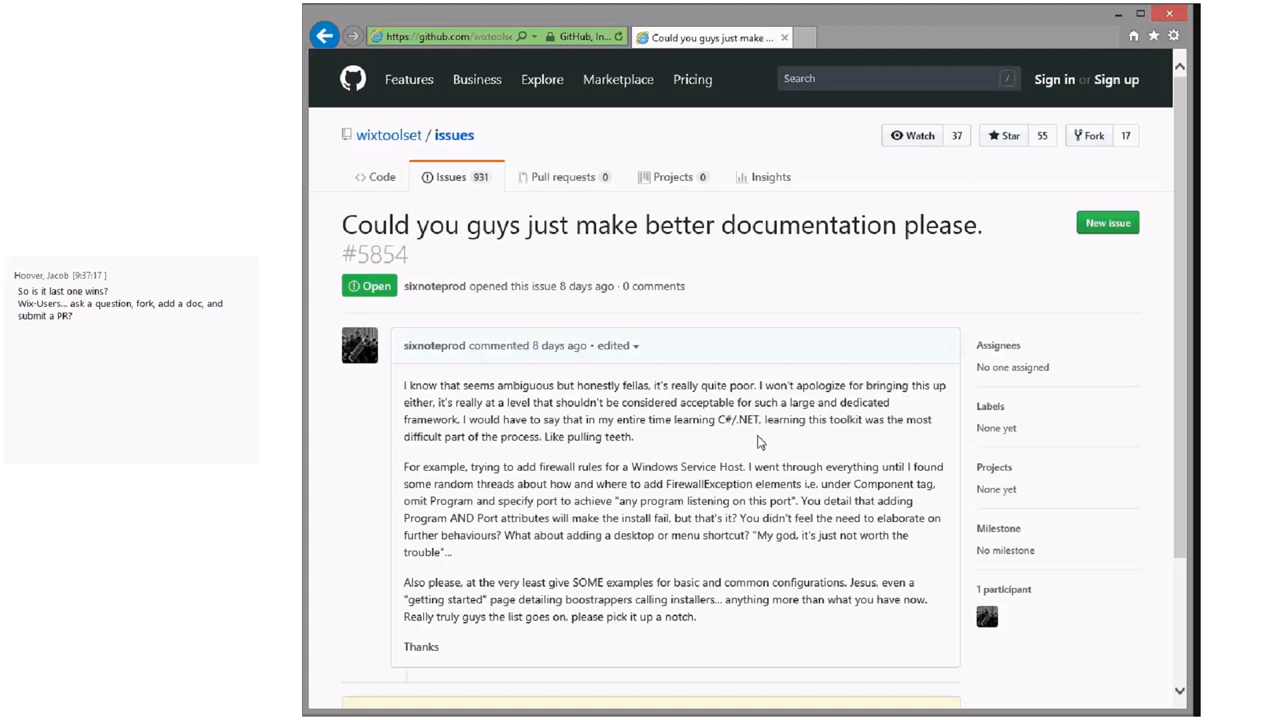 https://github.com/wixtoolse
GitHub, In...
Could you guys just make ...
Features Business Explore Marketplace Pricing
Search /
Sign in or Sign up
wixtoolset / issues
Watch 37 Star 55 Fork 17
<> Code Issues 931 Pull requests 0 Projects 0 Insights
Could you guys just make better documentation please.
#5854
New issue
Open sixnoteprod opened this issue 8 days ago · 0 comments
Hoover, Jacob [9:37:17 ]
So is it last one wins?
Wix-Users... ask a question, fork, add a doc, and
submit a PR?
sixnoteprod commented 8 days ago • edited
I know that seems ambiguous but honestly fellas, it's really quite poor. I won't apologize for bringing this up
either, it's really at a level that shouldn't be considered acceptable for such a large and dedicated
framework. I would have to say that in my entire time learning C#/.NET, learning this toolkit was the most
difficult part of the process. Like pulling teeth.
For example, trying to add firewall rules for a Windows Service Host. I went through everything until I found
some random threads about how and where to add FirewallException elements i.e. under Component tag,
omit Program and specify port to achieve "any program listening on this port". You detail that adding
Program AND Port attributes will make the install fail, but that's it? You didn't feel the need to elaborate on
further behaviours? What about adding a desktop or menu shortcut? "My god, it's just not worth the
trouble"...
Also please, at the very least give SOME examples for basic and common configurations. Jesus, even a
"getting started" page detailing boostrappers calling installers... anything more than what you have now.
Really truly guys the list goes on, please pick it up a notch.
Thanks
Assignees
No one assigned
Labels
None yet
Projects
None yet
Milestone
No milestone
1 participant